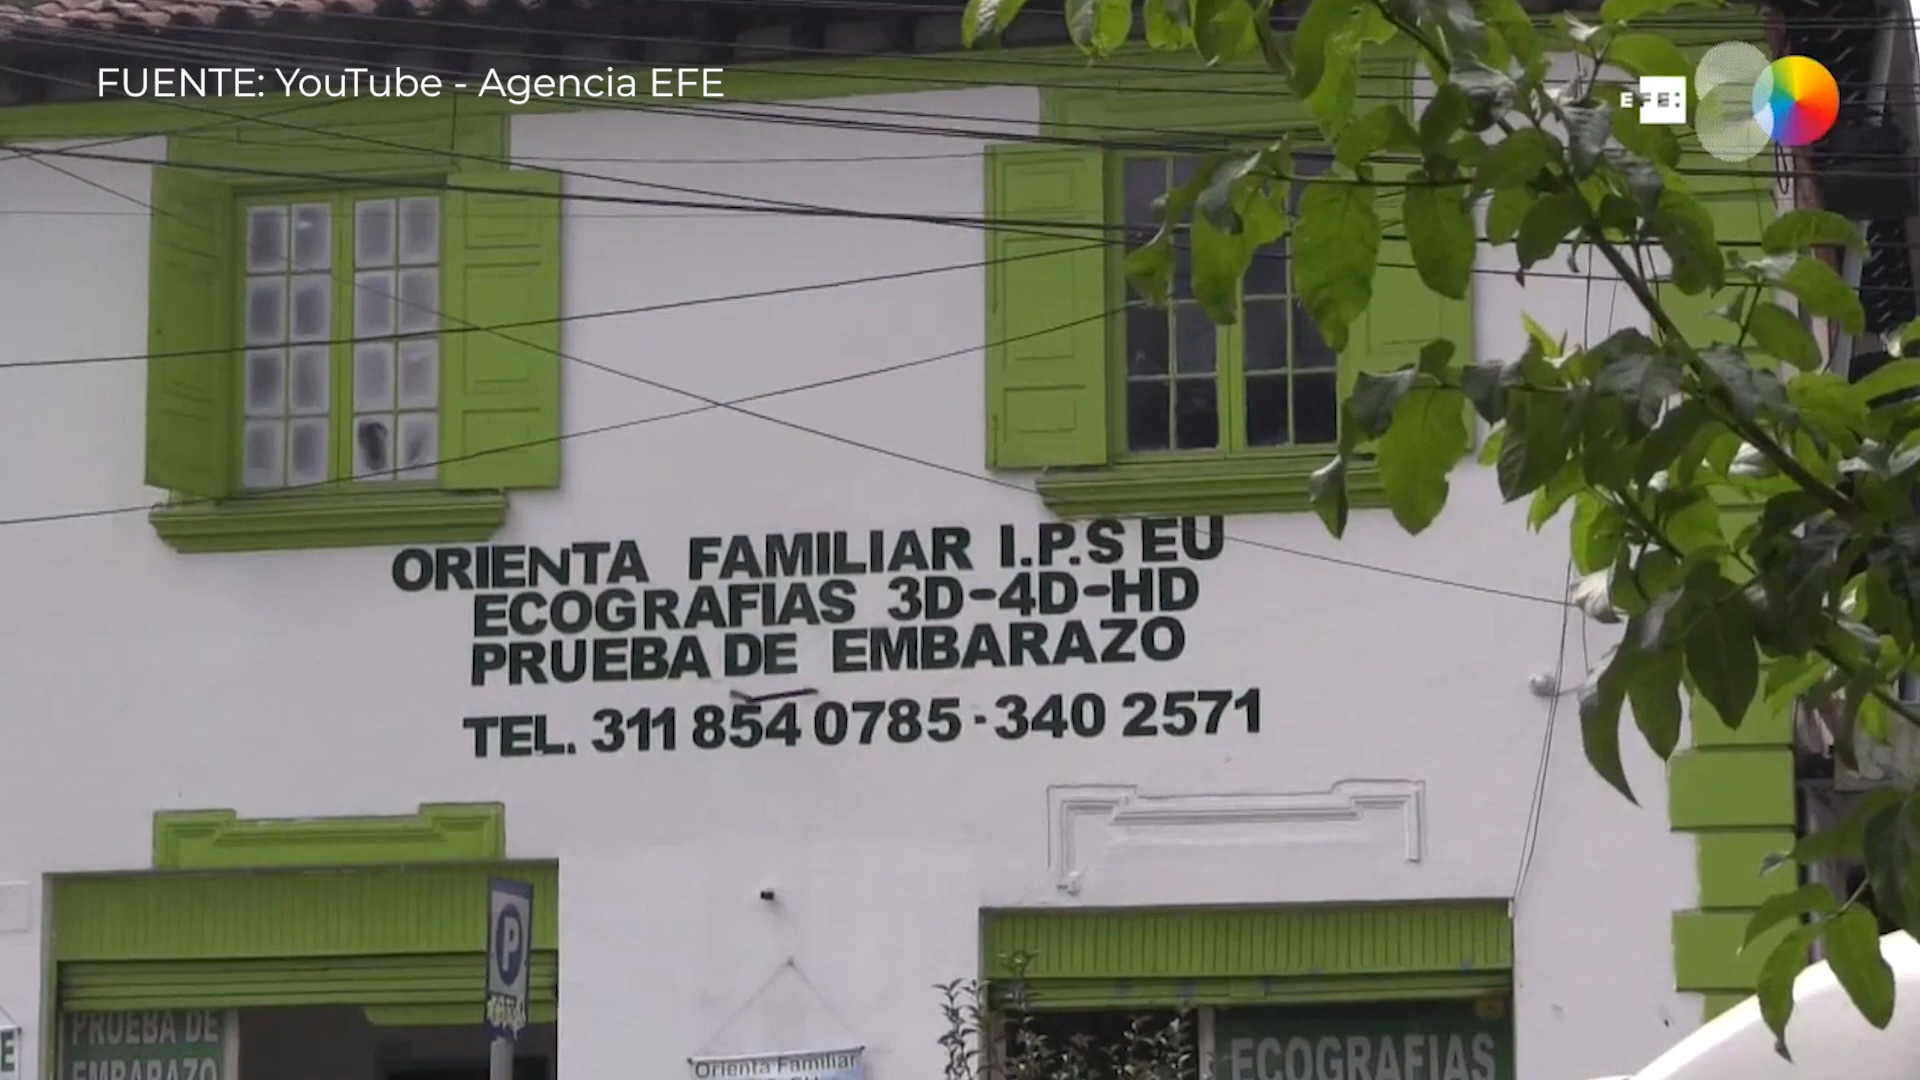 FUENTE: YouTube - Agencia EFE
EFE:
ORIENTA FAMILIAR I.P.S EU
ECOGRAFIAS 3D-4D-HD
PRUEBA DE EMBARAZO
TEL. 311 854 0785 - 340 2571
P
PRUEBA DE
EMBARAZO
Orienta Familiar
ECOGRAFIAS
E